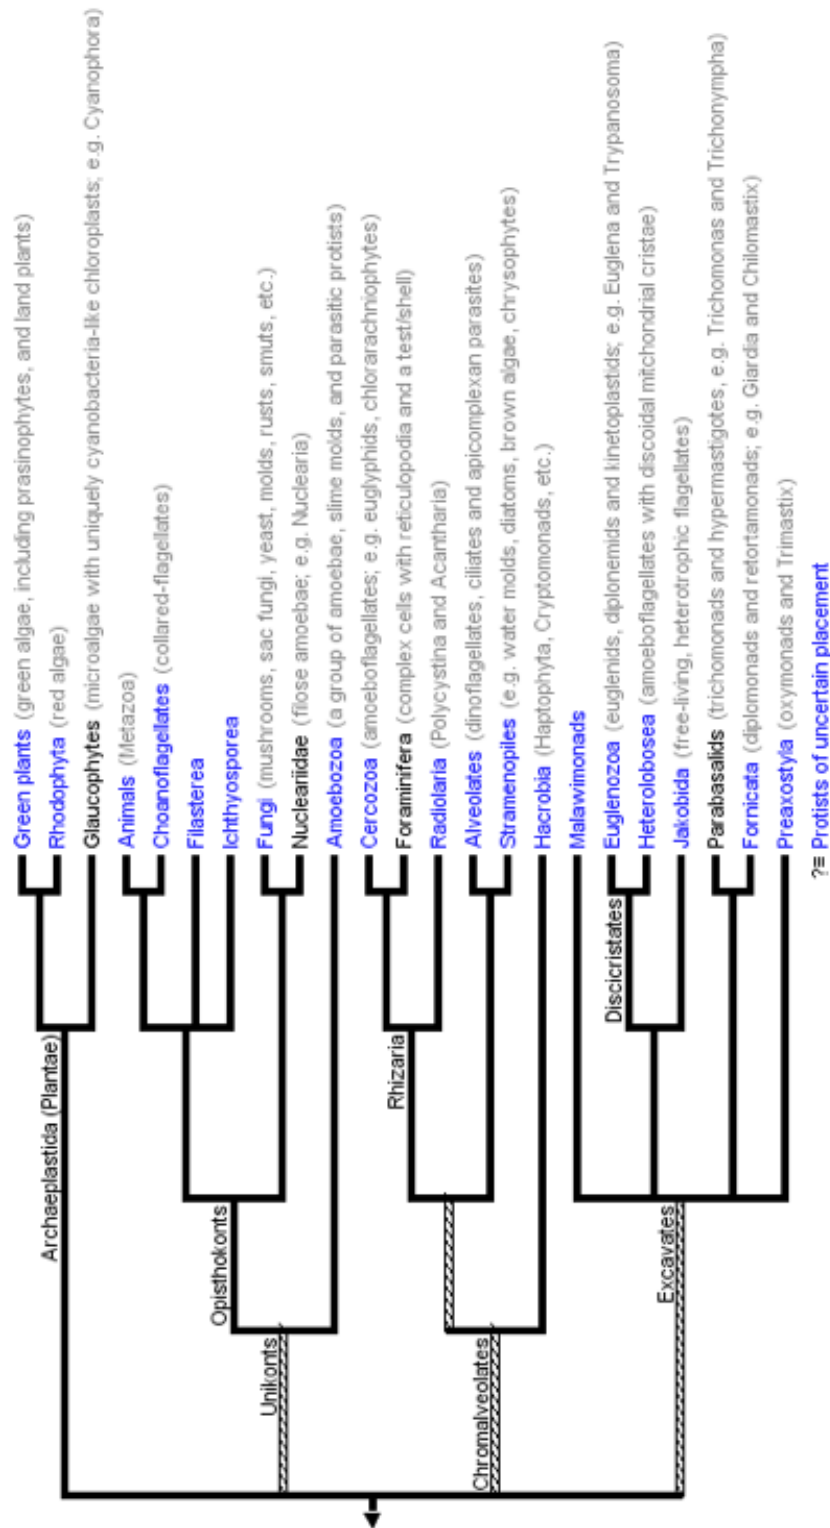 Green plants (green algae, including prasinophytes, and land plants)
Rhodophyta (red algae)
Glaucophytes (microalgae with uniquely cyanobacteria-like chloroplasts; e.g. Cyanophora)
Archaeplastida (Plantae)
Animals (Metazoa)
Choanoflagellates (collared-flagellates)
Filasterea
Ichthyosporea
Fungi (mushrooms, sac fungi, yeast, molds, rusts, smuts, etc.)
Nucleariidae (filose amoebae; e.g. Nuclearia)
Opisthokonts
Amoebozoa (a group of amoebae, slime molds, and parasitic protists)
Unikonts
Cercozoa (amoeboflagellates; e.g. euglyphids, chlorarachniophytes)
Foraminifera (complex cells with reticulopodia and a test/shell)
Radiolaria (Polycystina and Acantharia)
Rhizaria
Alveolates (dinoflagellates, ciliates and apicomplexan parasites)
Stramenopiles (e.g. water molds, diatoms, brown algae, chrysophytes)
Hacrobia (Haptophyta, Cryptomonads, etc.)
Chromalveolates
Malawimonads
Euglenozoa (euglenids, diplonemids and kinetoplastids; e.g. Euglena and Trypanosoma)
Heterolobosea (amoeboflagellates with discoidal mitchondrial cristae)
Discicristates
Jakobida (free-living, heterotrophic flagellates)
Parabasalids (trichomonads and hypermastigotes, e.g. Trichomonas and Trichonympha)
Fornicata (diplomonads and retortamonads; e.g. Giardia and Chilomastix)
Preaxostyla (oxymonads and Trimastix)
Excavates
?≡ Protists of uncertain placement